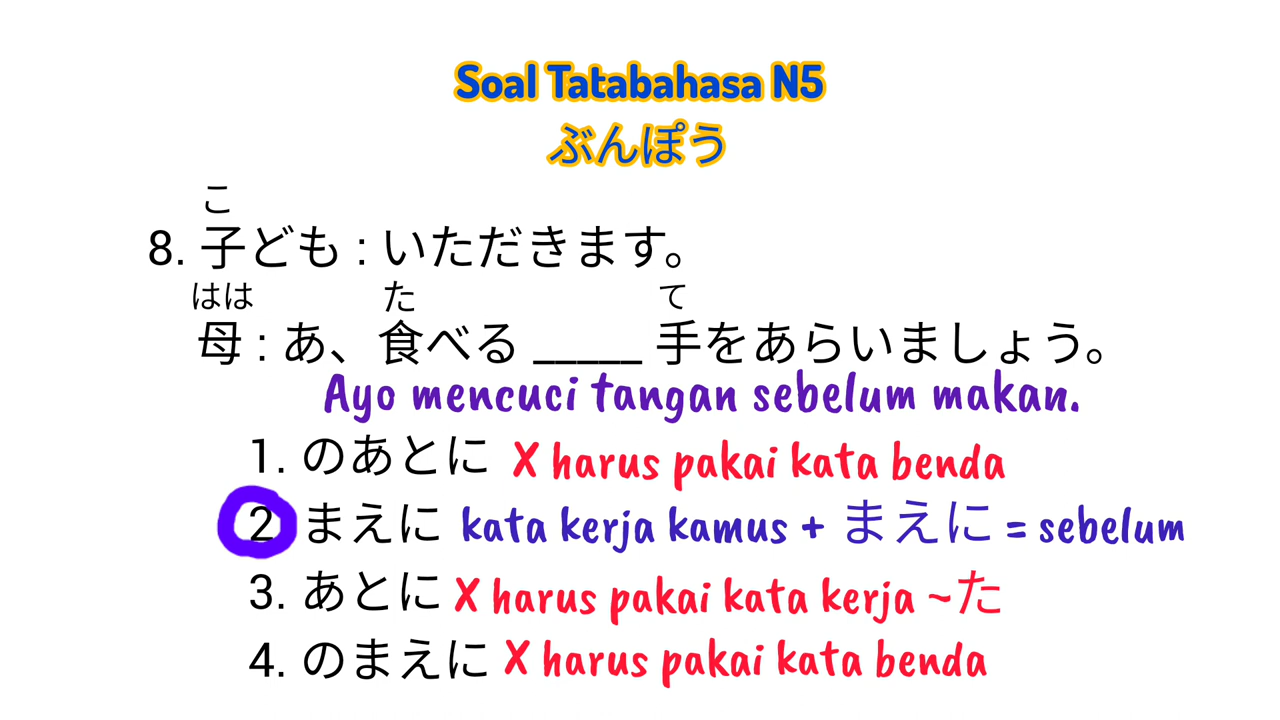 Soal Tatabahasa N5
ぶんぽう
こ
8. 子ども : いただきます。
はは た て
母 : あ、食べる _____ 手をあらいましょう。
Ayo mencuci tangan sebelum makan.
1. のあとに X harus pakai kata benda
2 まえに kata kerja kamus + まえに = sebelum
3. あとに X harus pakai kata kerja ~た
4. のまえに X harus pakai kata benda